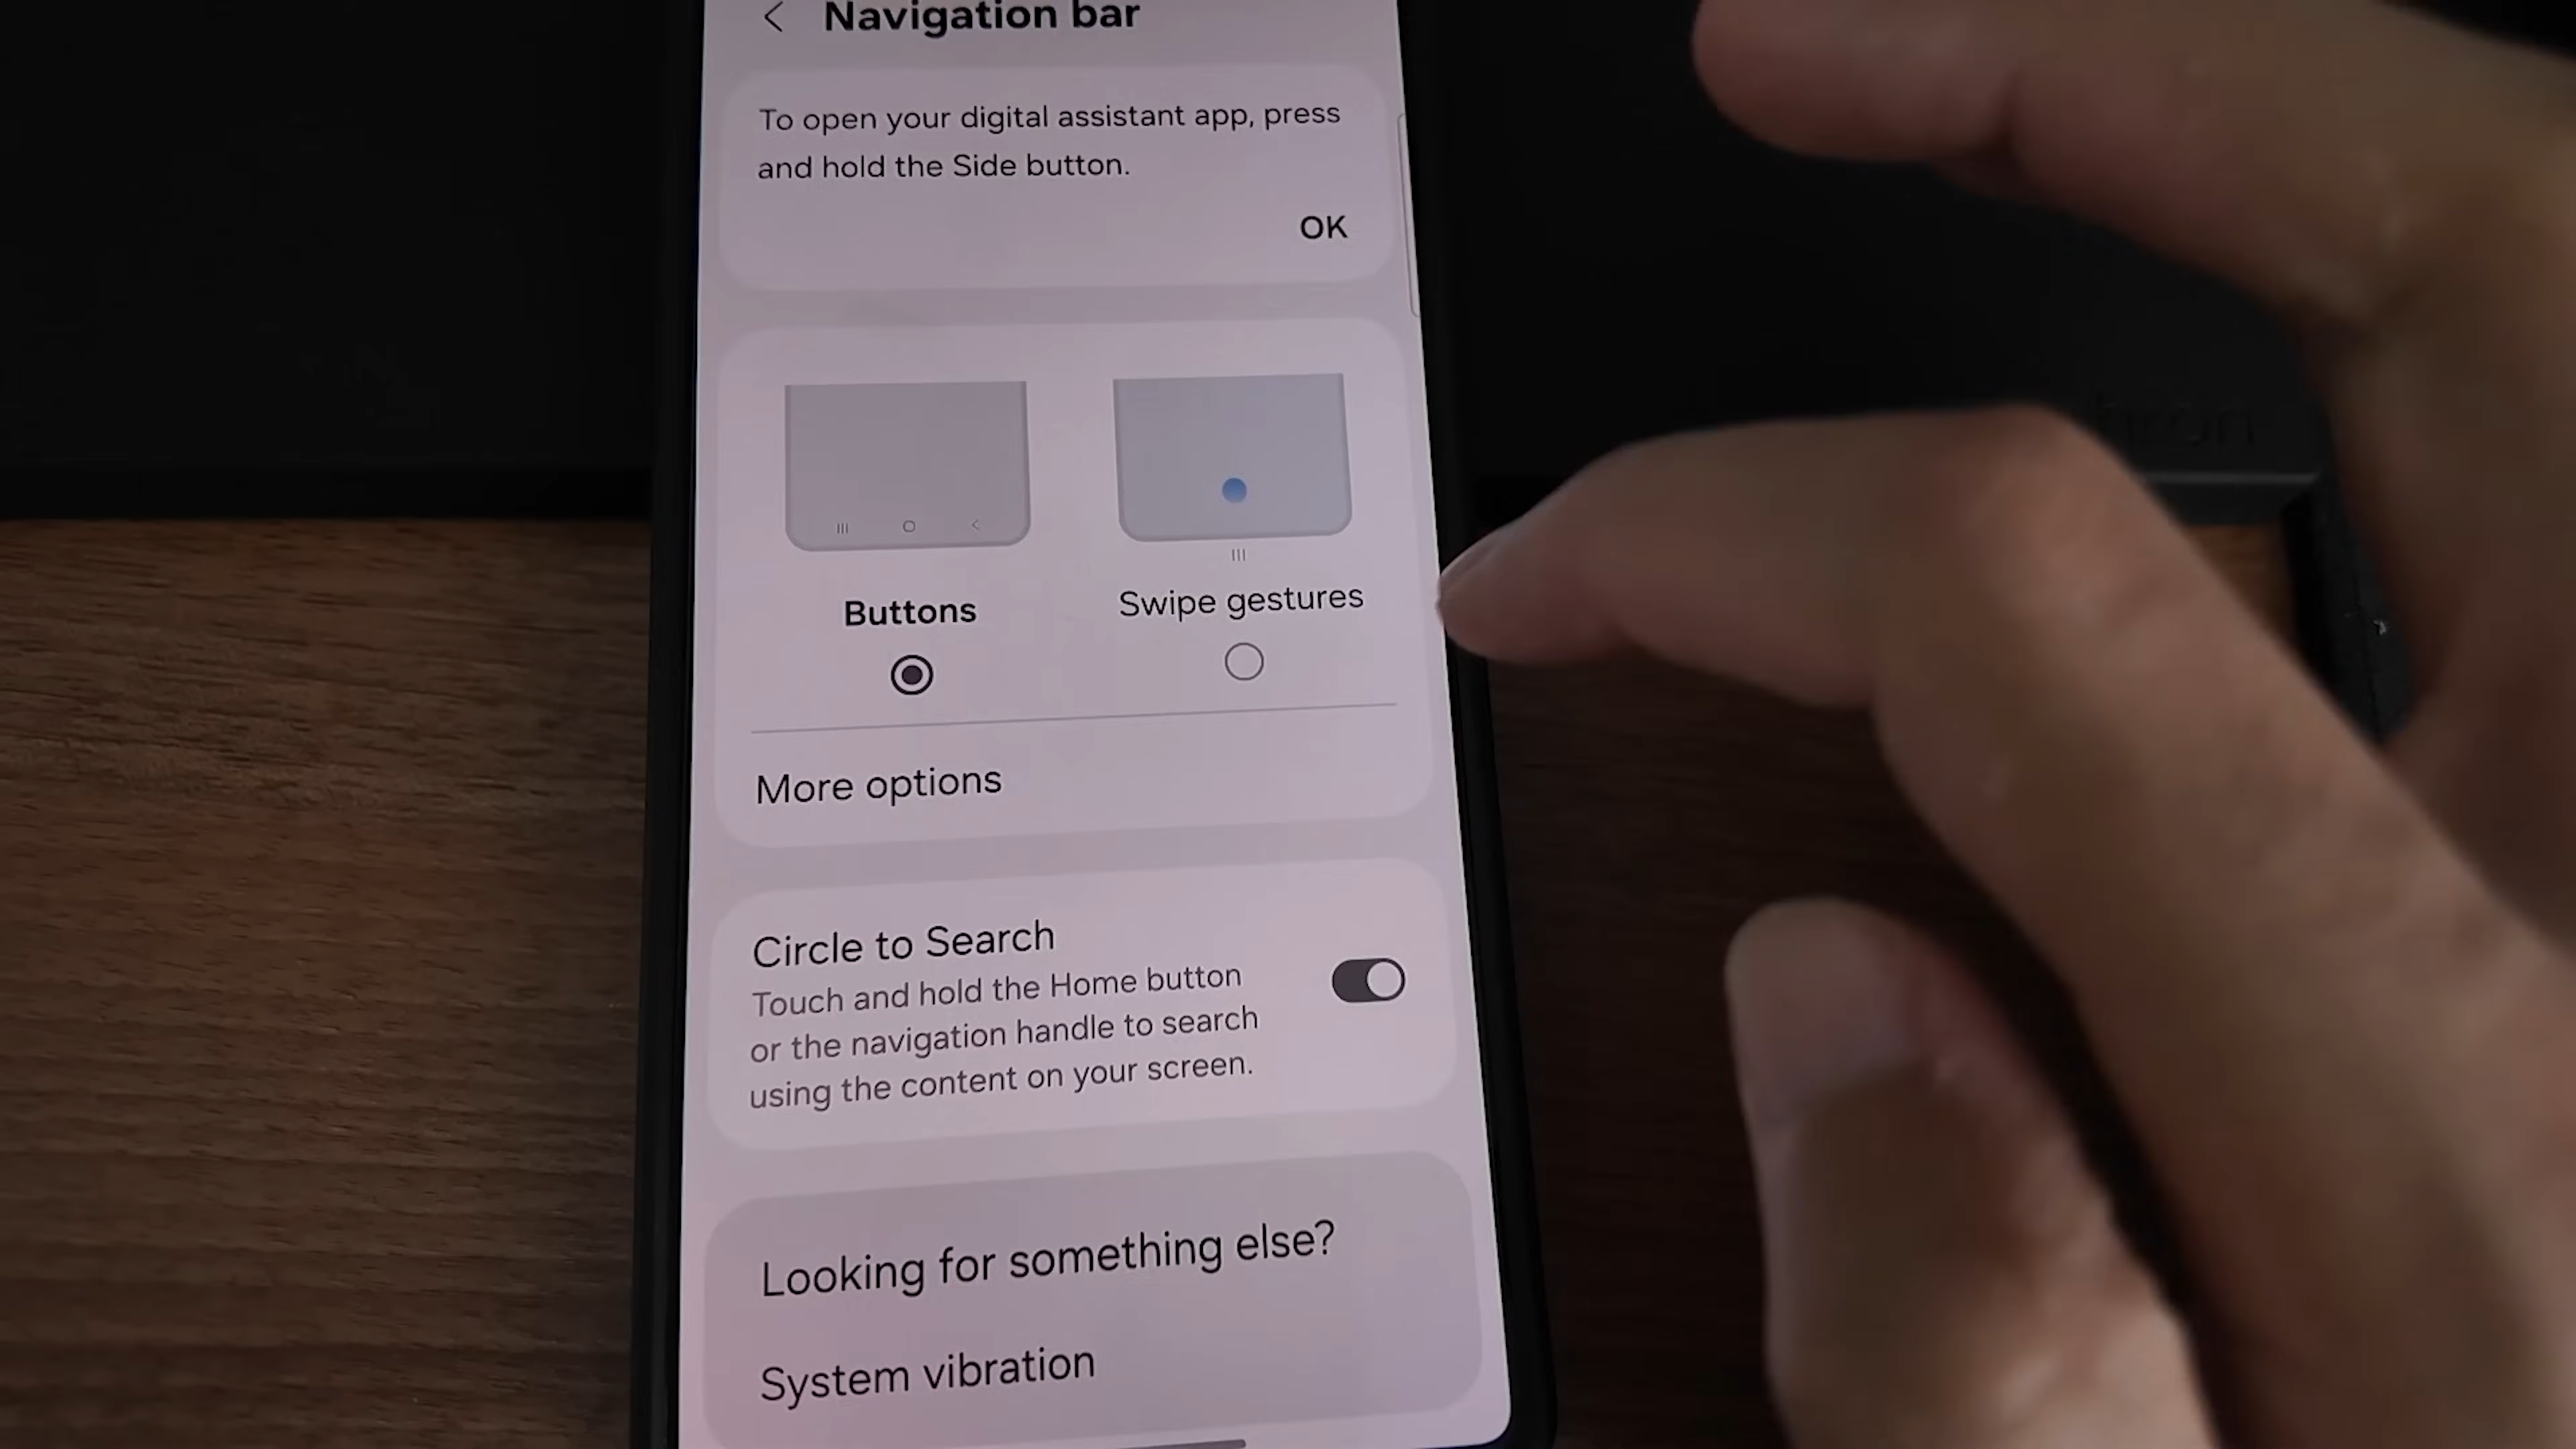 Navigation bar
To open your digital assistant app, press
and hold the Side button.
OK
Buttons
Swipe gestures
More options
Circle to Search
Touch and hold the Home button
or the navigation handle to search
using the content on your screen.
Looking for something else?
System vibration